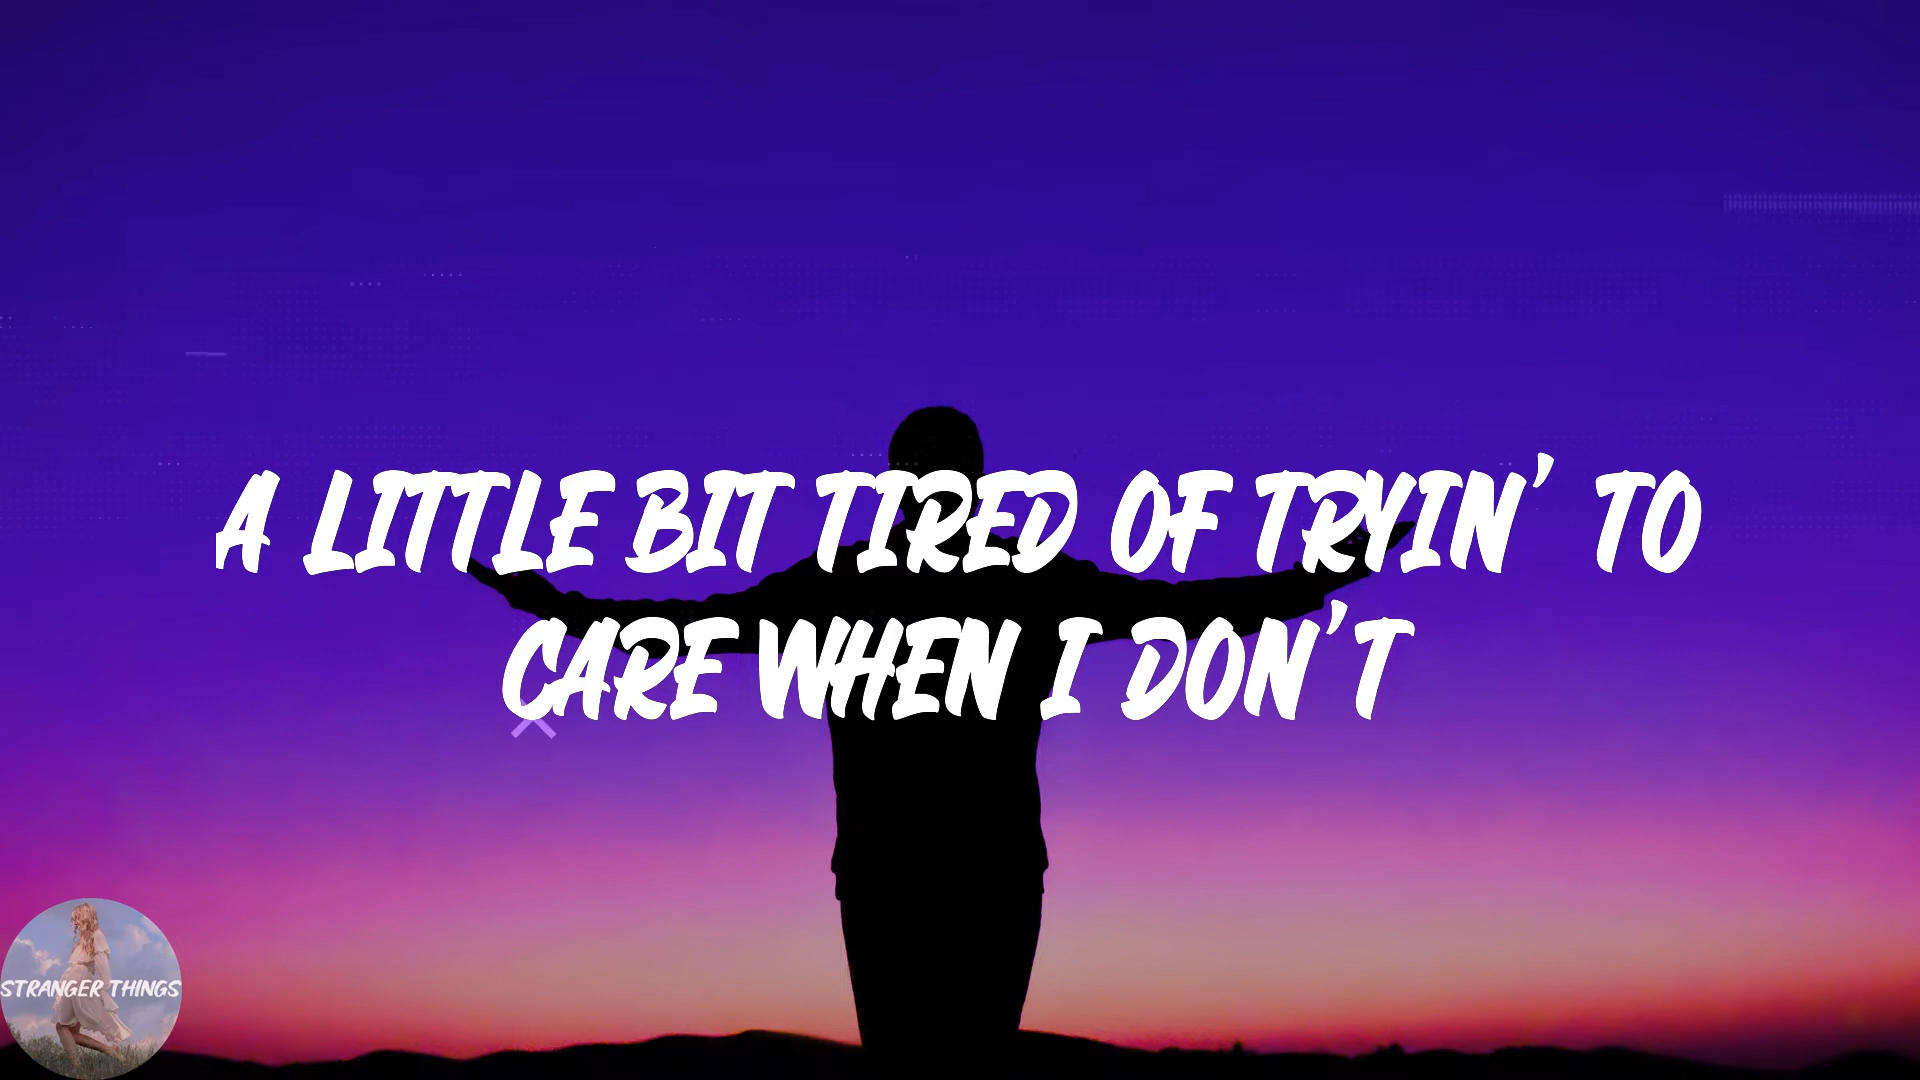 A LITTLE BIT TIRED OF TRYIN' TO
CARE WHEN I DON'T
STRANGER THINGS